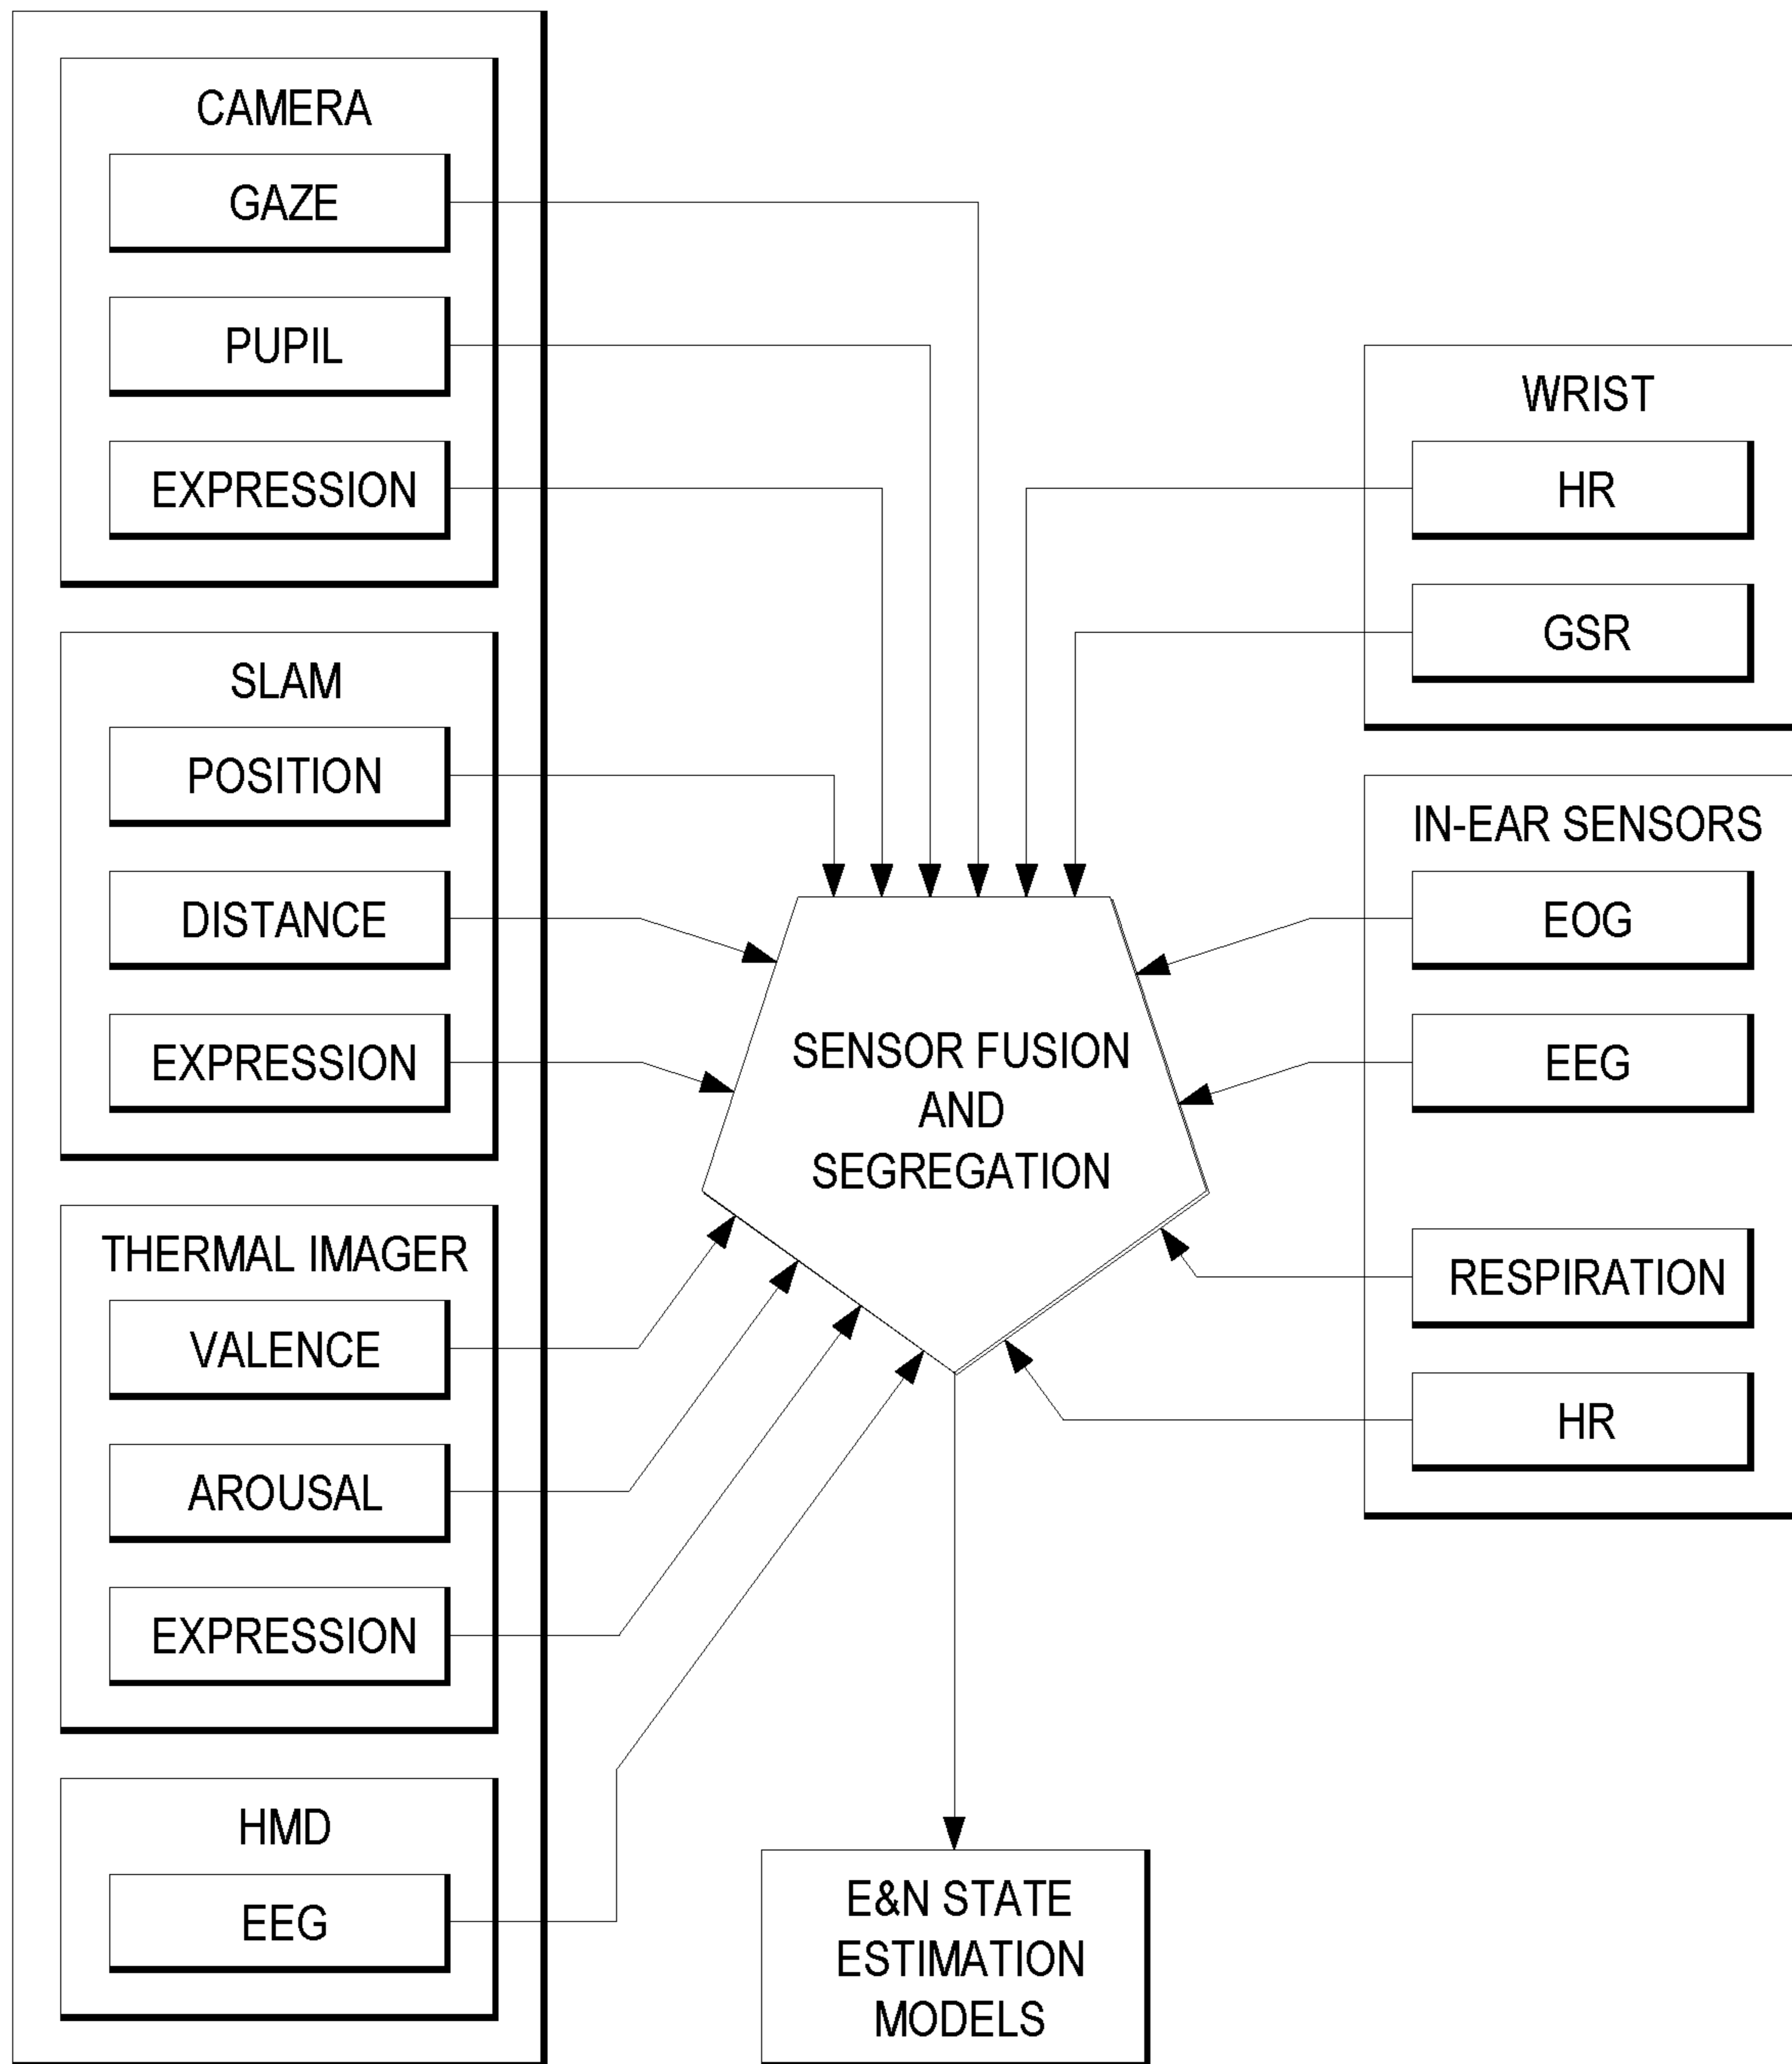 CAMERA
GAZE
PUPIL
EXPRESSION
SLAM
POSITION
DISTANCE
EXPRESSION
THERMAL IMAGER
VALENCE
AROUSAL
EXPRESSION
HMD
EEG
SENSOR FUSION
AND
SEGREGATION
E&N STATE
ESTIMATION
MODELS
WRIST
HR
GSR
IN-EAR SENSORS
EOG
EEG
RESPIRATION
HR